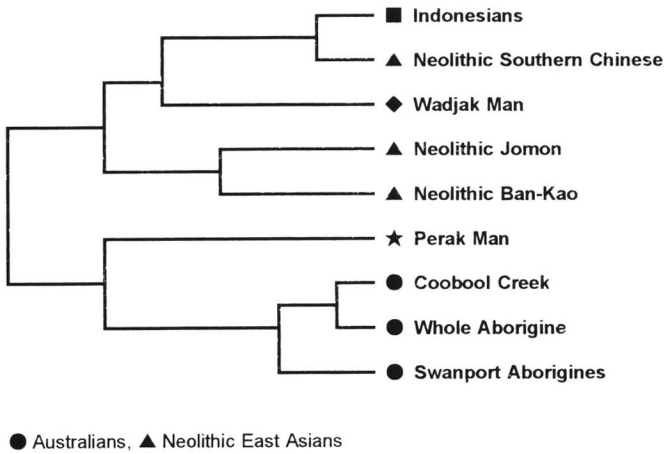 Indonesians
Neolithic Southern Chinese
Wadjak Man
Neolithic Jomon
Neolithic Ban-Kao
Perak Man
Coobool Creek
Whole Aborigine
Swanport Aborigines
Australians, Neolithic East Asians